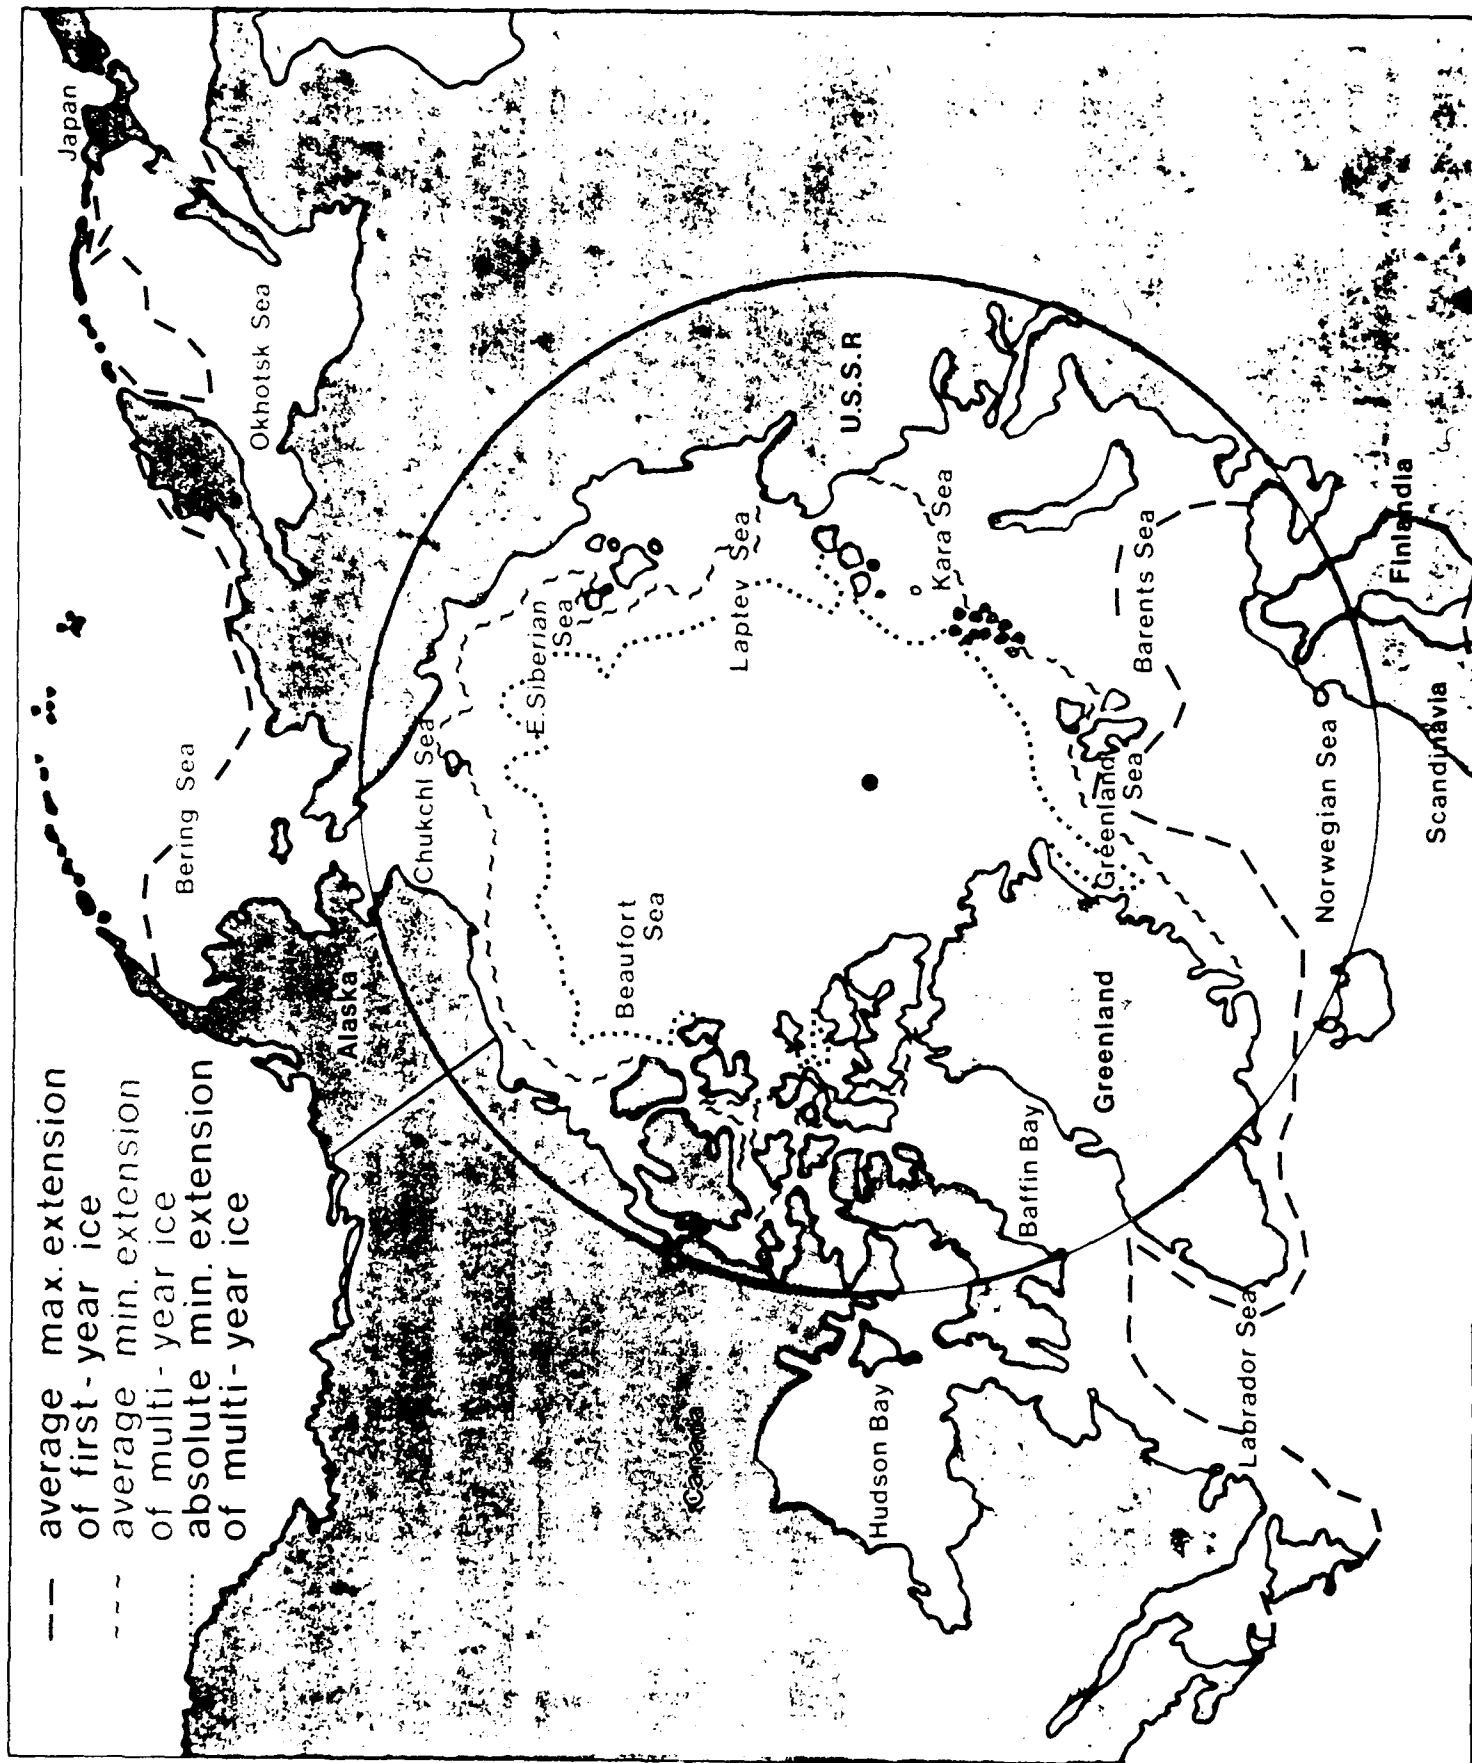 -- average max. extension
of first-year ice
~~~ average min. extension
of multi-year ice
...... absolute min. extension
of multi-year ice
Japan
Okhotsk Sea
Bering Sea
Alaska
Chukchl Sea
E.Siberian
Sea
Laptev Sea
U.S.S.R
Kara Sea
Beaufort
Sea
Barents Sea
Greenland
Sea
Finlandia
Scandinavia
Norwegian Sea
Greenland
Baffin Bay
Canada
Hudson Bay
Labrador Sea